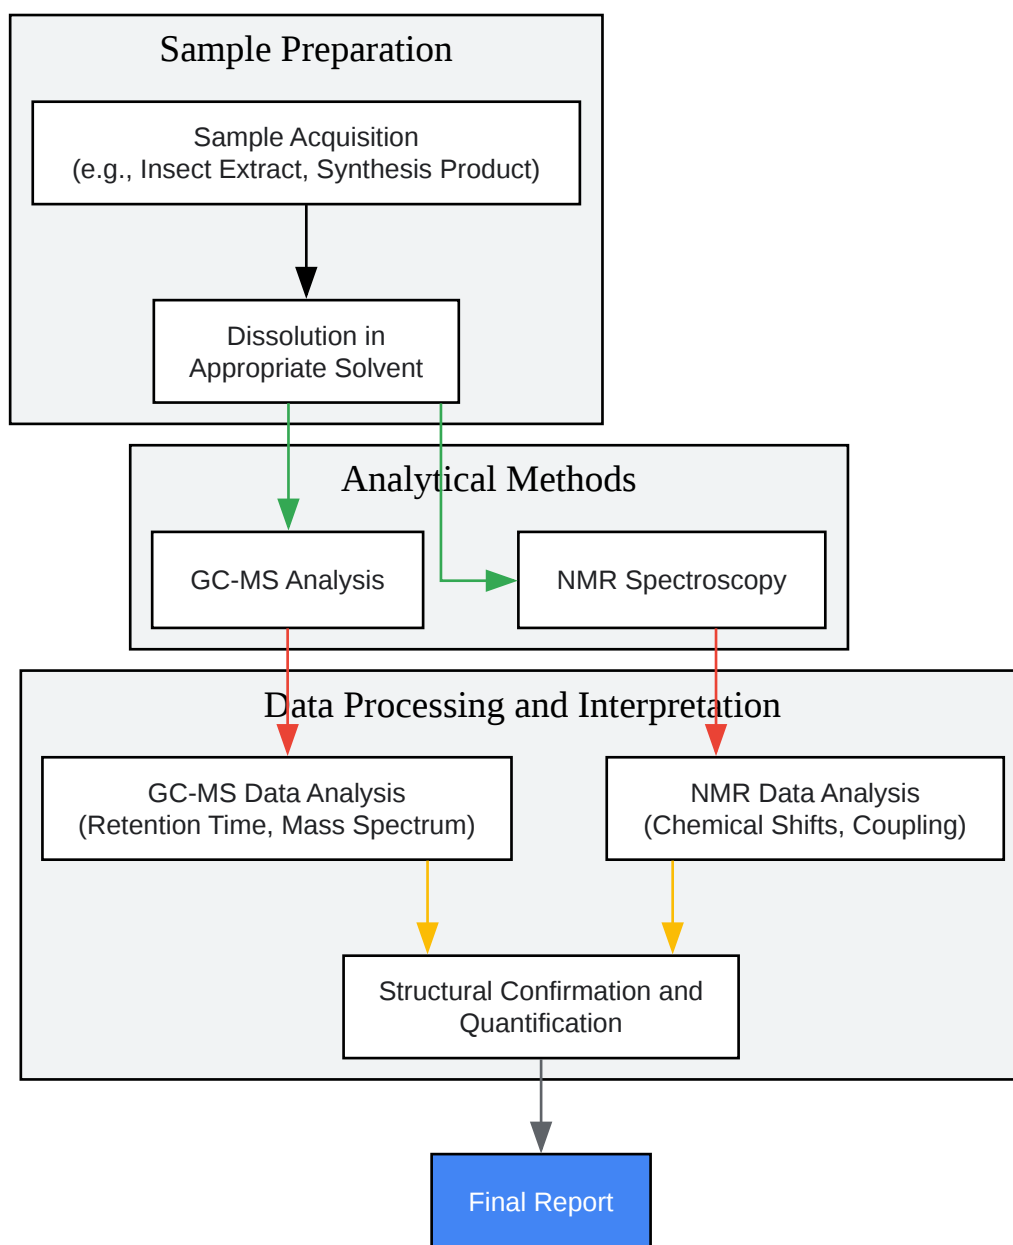 Sample Preparation
Sample Acquisition
(e.g., Insect Extract, Synthesis Product)
Dissolution in
Appropriate Solvent
Analytical Methods
GC-MS Analysis
NMR Spectroscopy
Data Processing and Interpretation
GC-MS Data Analysis
(Retention Time, Mass Spectrum)
NMR Data Analysis
(Chemical Shifts, Coupling)
Structural Confirmation and
Quantification
Final Report